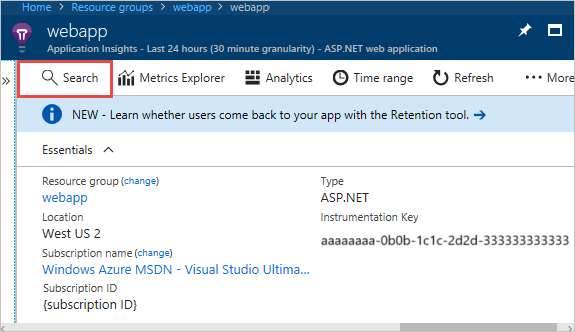 Home > Resource groups > webapp > webapp
webapp
Application Insights - Last 24 hours (30 minute granularity) - ASP.NET web application
» Search Metrics Explorer Analytics Time range Refresh ••• More
NEW - Learn whether users come back to your app with the Retention tool. →
Essentials
Resource group (change) Type
webapp ASP.NET
Location Instrumentation Key
West US 2 aaaaaaaa-0b0b-1c1c-2d2d-333333333333
Subscription name (change)
Windows Azure MSDN - Visual Studio Ultima...
Subscription ID
{subscription ID}